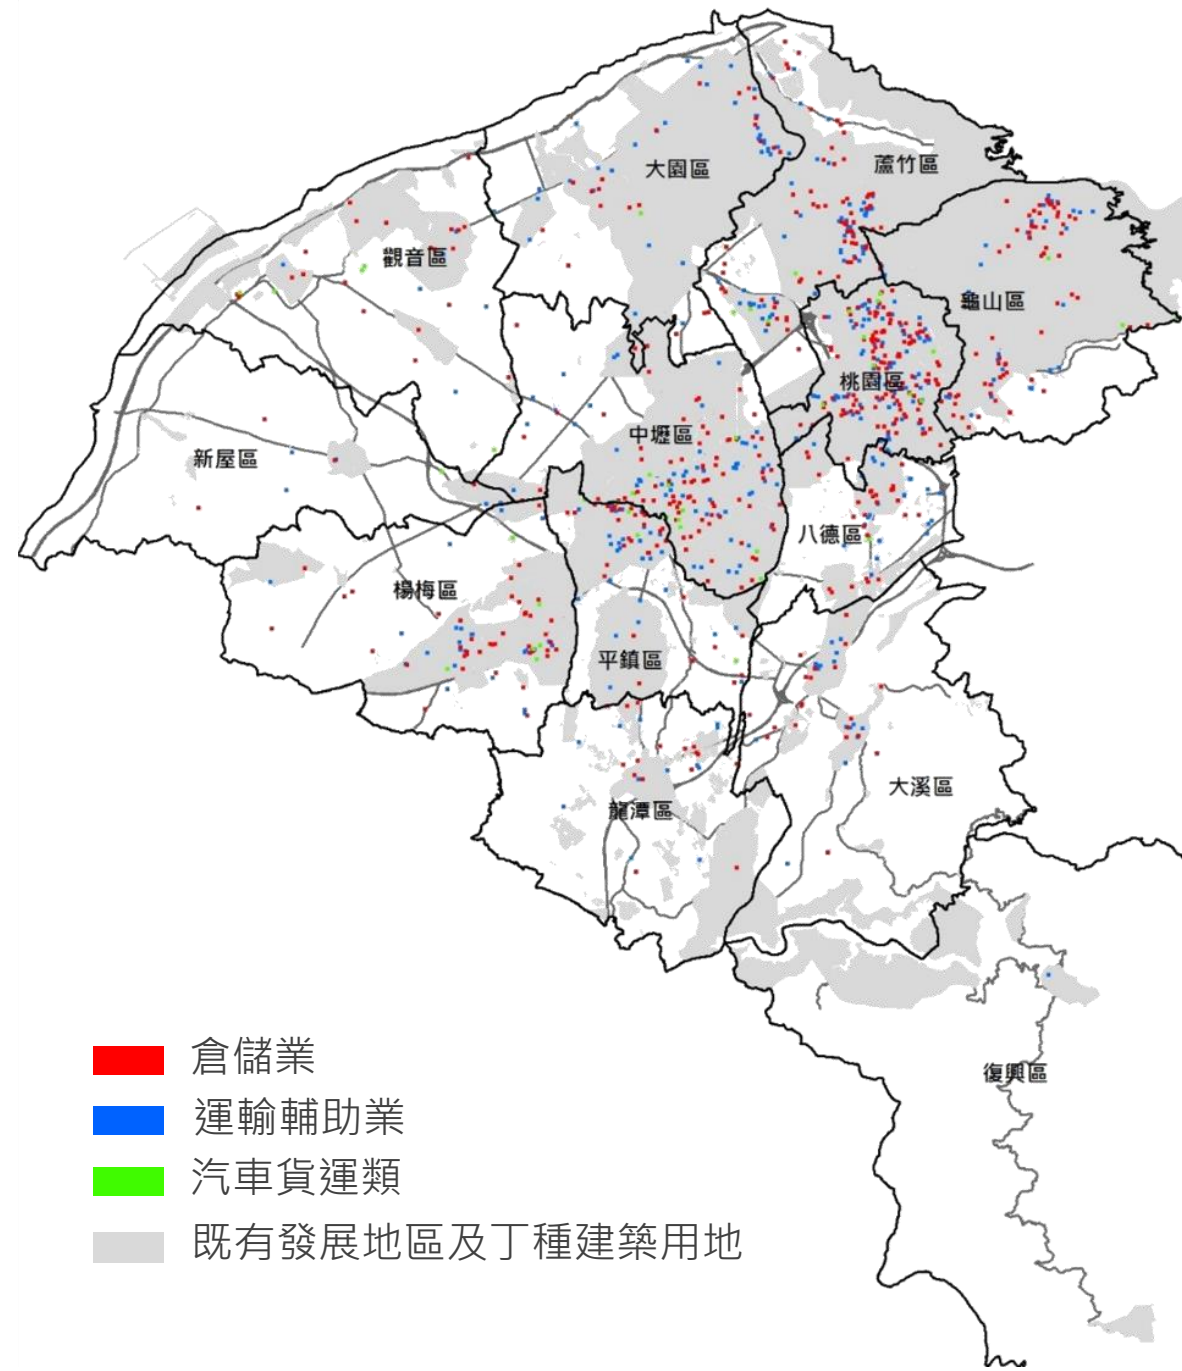 蘆竹區
大園區
觀音區
龜山區
桃園區
中壢區
新屋區
八德區
楊梅區
平鎮區
大溪區
龍潭區
復興區
倉儲業
運輸輔助業
汽車貨運類
既有發展地區及丁種建築用地